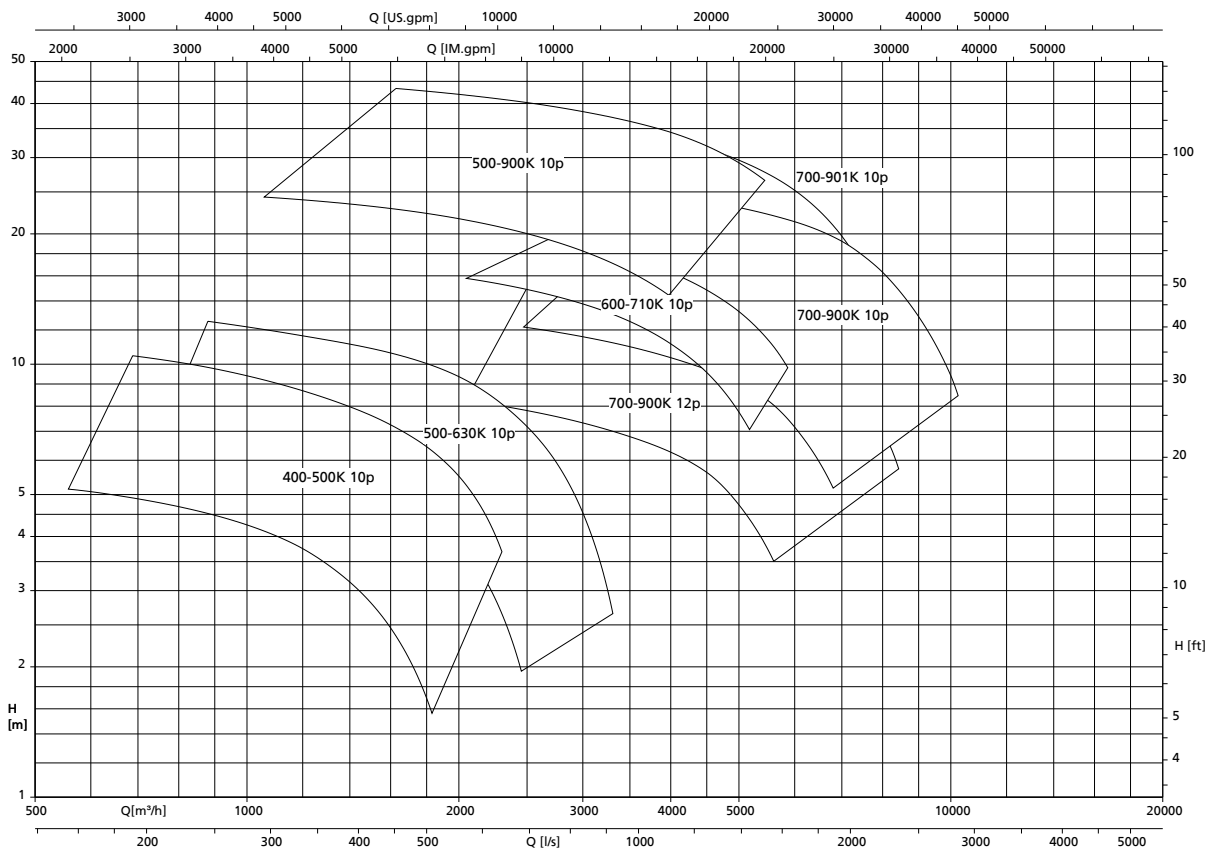 3000 4000 5000 Q [US.gpm] 10000 20000 30000 40000 50000
2000 3000 4000 5000 Q [IM.gpm] 10000 20000 30000 40000 50000
50
40
30
20
10
5
4
3
2
H
[m]
1
100
50
40
30
20
10
H [ft]
5
4
500-900K 10p
700-901K 10p
600-710K 10p
700-900K 10p
700-900K 12p
500-630K 10p
400-500K 10p
500 Q[m³/h] 1000 2000 3000 4000 5000 10000 20000
200 300 400 500 Q [l/s] 1000 2000 3000 4000 5000